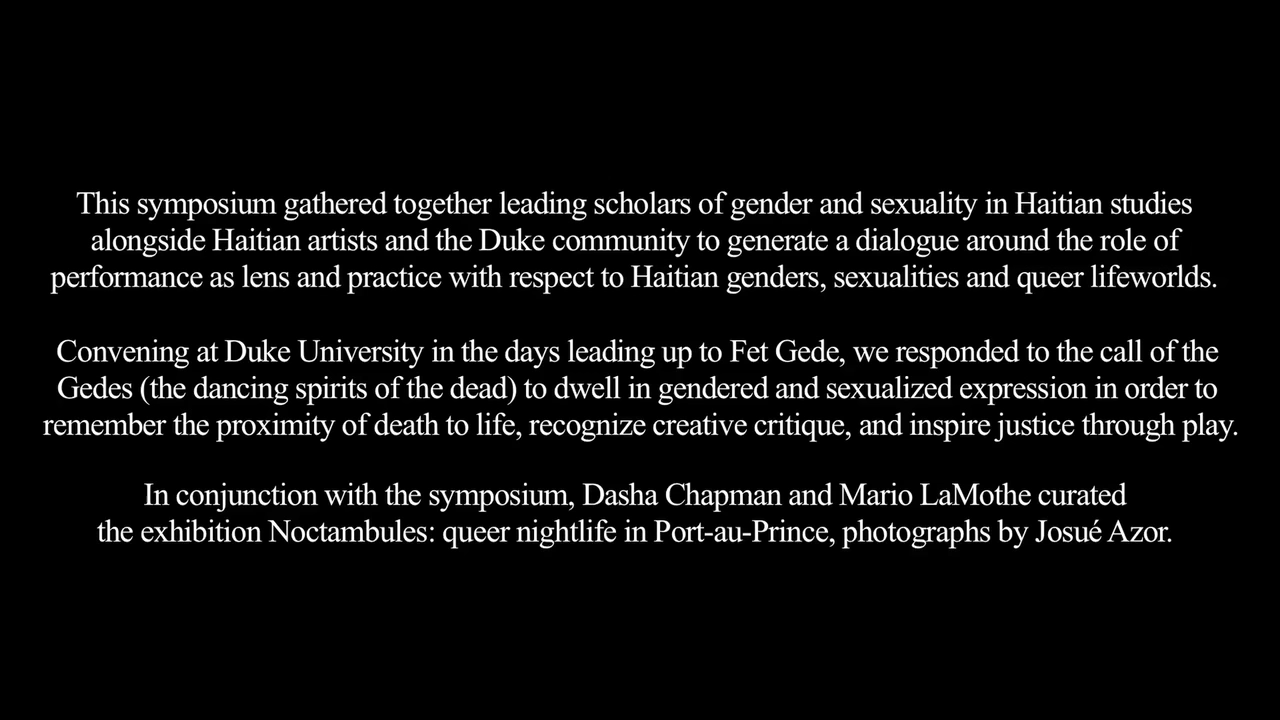 This symposium gathered together leading scholars of gender and sexuality in Haitian studies
alongside Haitian artists and the Duke community to generate a dialogue around the role of
performance as lens and practice with respect to Haitian genders, sexualities and queer lifeworlds.
Convening at Duke University in the days leading up to Fet Gede, we responded to the call of the
Gedes (the dancing spirits of the dead) to dwell in gendered and sexualized expression in order to
remember the proximity of death to life, recognize creative critique, and inspire justice through play.
In conjunction with the symposium, Dasha Chapman and Mario LaMothe curated
the exhibition Noctambules: queer nightlife in Port-au-Prince, photographs by Josué Azor.